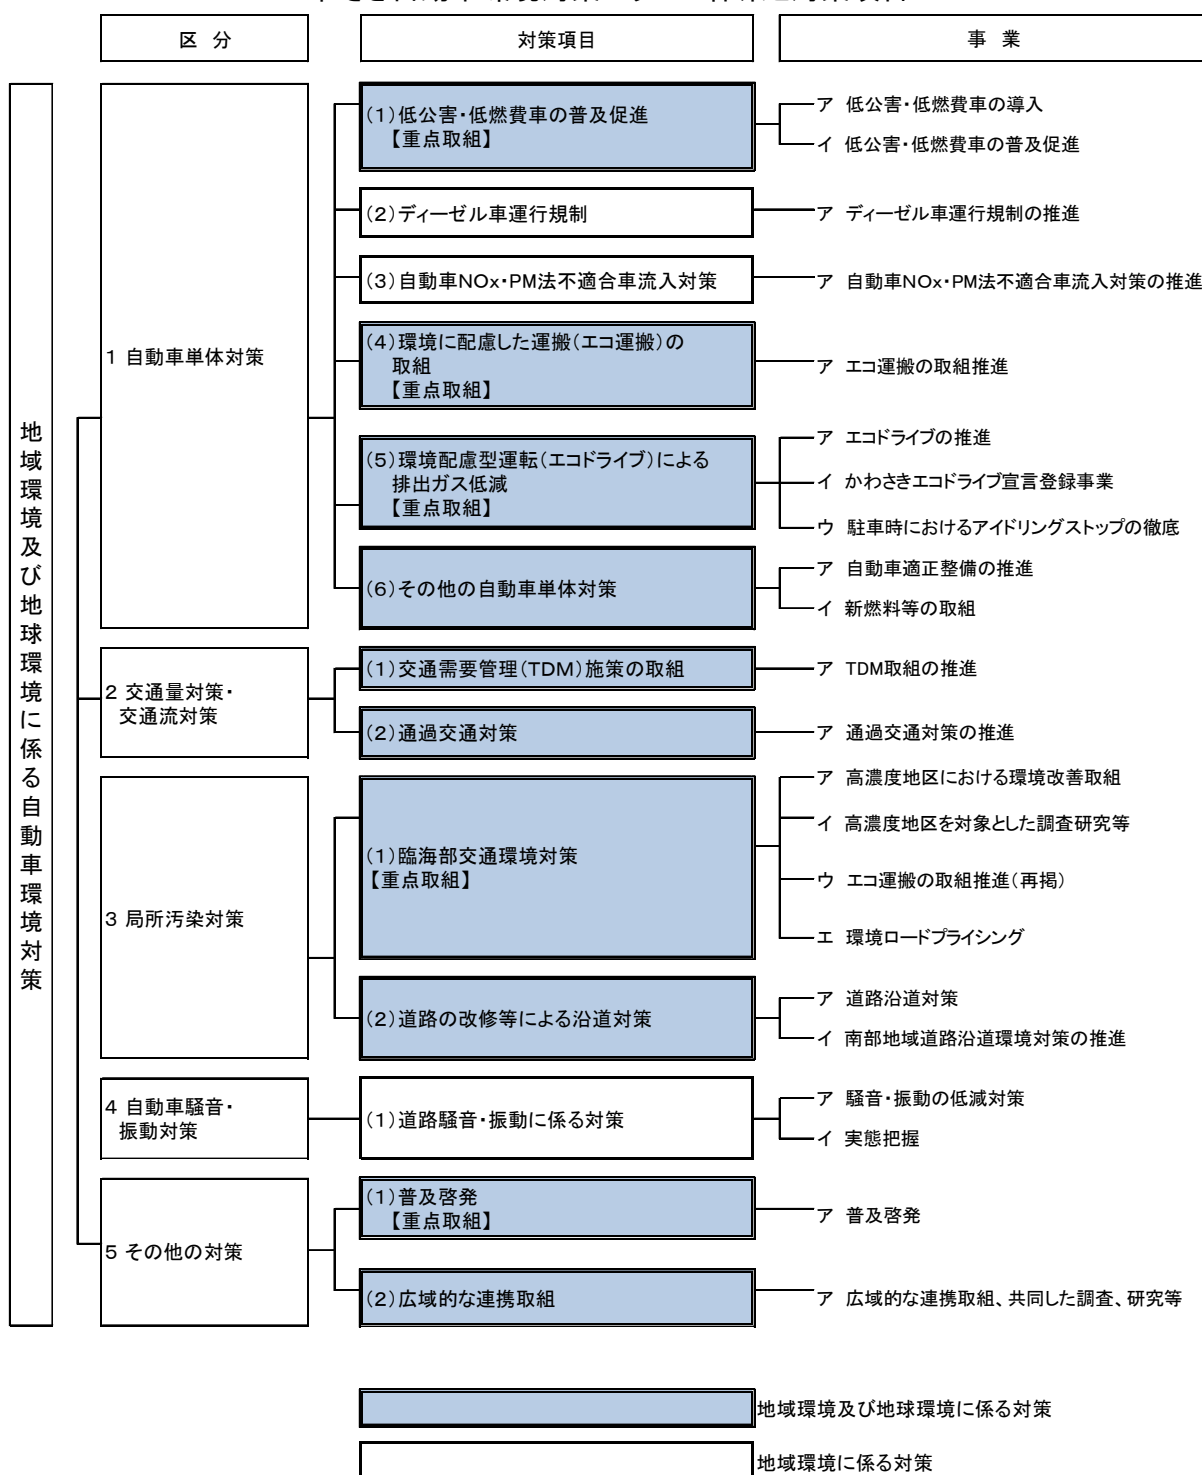 区 分
対策項目
事 業
地域環境及び地球環境に係る自動車環境対策
1 自動車単体対策
(1)低公害・低燃費車の普及促進
【重点取組】
ア 低公害・低燃費車の導入
イ 低公害・低燃費車の普及促進
(2)ディーゼル車運行規制
ア ディーゼル車運行規制の推進
(3)自動車NOx・PM法不適合車流入対策
ア 自動車NOx・PM法不適合車流入対策の推進
(4)環境に配慮した運搬(エコ運搬)の
取組
【重点取組】
ア エコ運搬の取組推進
(5)環境配慮型運転(エコドライブ)による
排出ガス低減
【重点取組】
ア エコドライブの推進
イ かわさきエコドライブ宣言登録事業
ウ 駐車時におけるアイドリングストップの徹底
(6)その他の自動車単体対策
ア 自動車適正整備の推進
イ 新燃料等の取組
2 交通量対策・
交通流対策
(1)交通需要管理(TDM)施策の取組
ア TDM取組の推進
(2)通過交通対策
ア 通過交通対策の推進
3 局所汚染対策
(1)臨海部交通環境対策
【重点取組】
ア 高濃度地区における環境改善取組
イ 高濃度地区を対象とした調査研究等
ウ エコ運搬の取組推進(再掲)
エ 環境ロードプライシング
(2)道路の改修等による沿道対策
ア 道路沿道対策
イ 南部地域道路沿道環境対策の推進
4 自動車騒音・
振動対策
(1)道路騒音・振動に係る対策
ア 騒音・振動の低減対策
イ 実態把握
5 その他の対策
(1)普及啓発
【重点取組】
ア 普及啓発
(2)広域的な連携取組
ア 広域的な連携取組、共同した調査、研究等
地域環境及び地球環境に係る対策
地域環境に係る対策